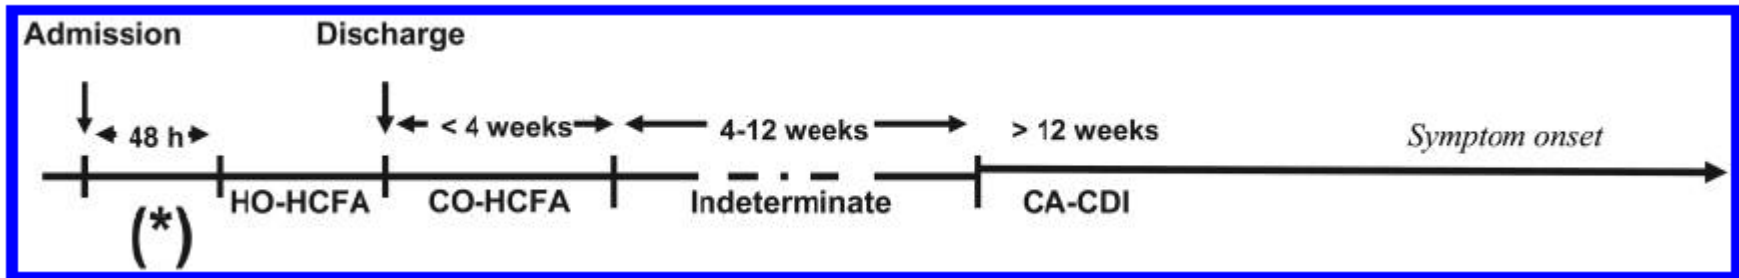 Admission Discharge
48 h < 4 weeks 4-12 weeks > 12 weeks Symptom onset
HO-HCFA CO-HCFA Indeterminate CA-CDI
(*)